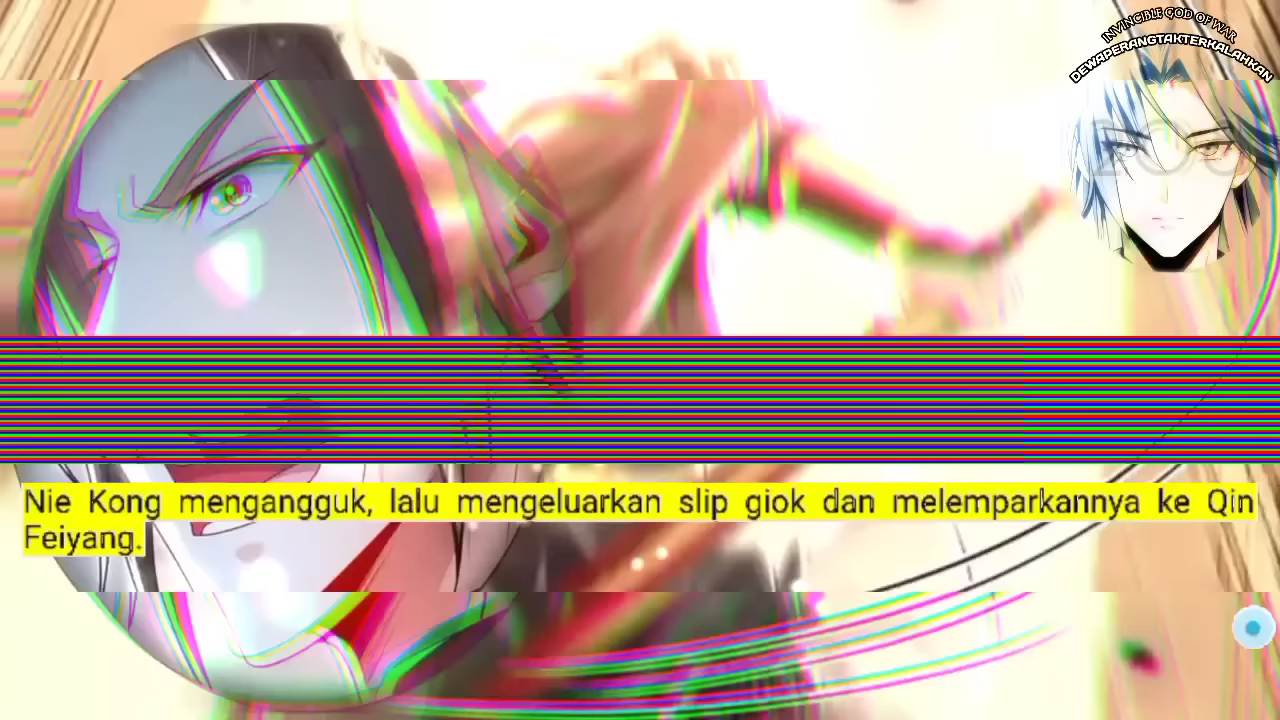 INVINCIBLE GOD OF WAR
DEWAPERANGTAKTERKALAHKAN
Nie Kong mengangguk, lalu mengeluarkan slip giok dan melemparkannya ke Qin
Feiyang.